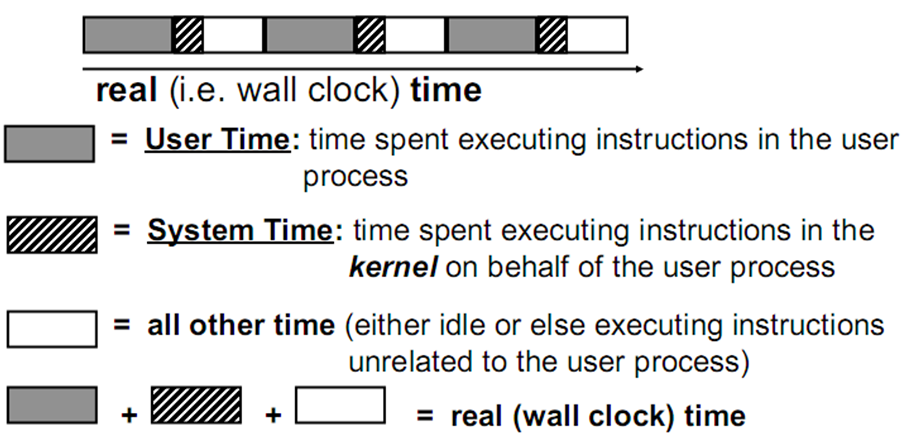 real (i.e. wall clock) time
= User Time: time spent executing instructions in the user
process
= System Time: time spent executing instructions in the
kernel on behalf of the user process
= all other time (either idle or else executing instructions
unrelated to the user process)
+ + = real (wall clock) time